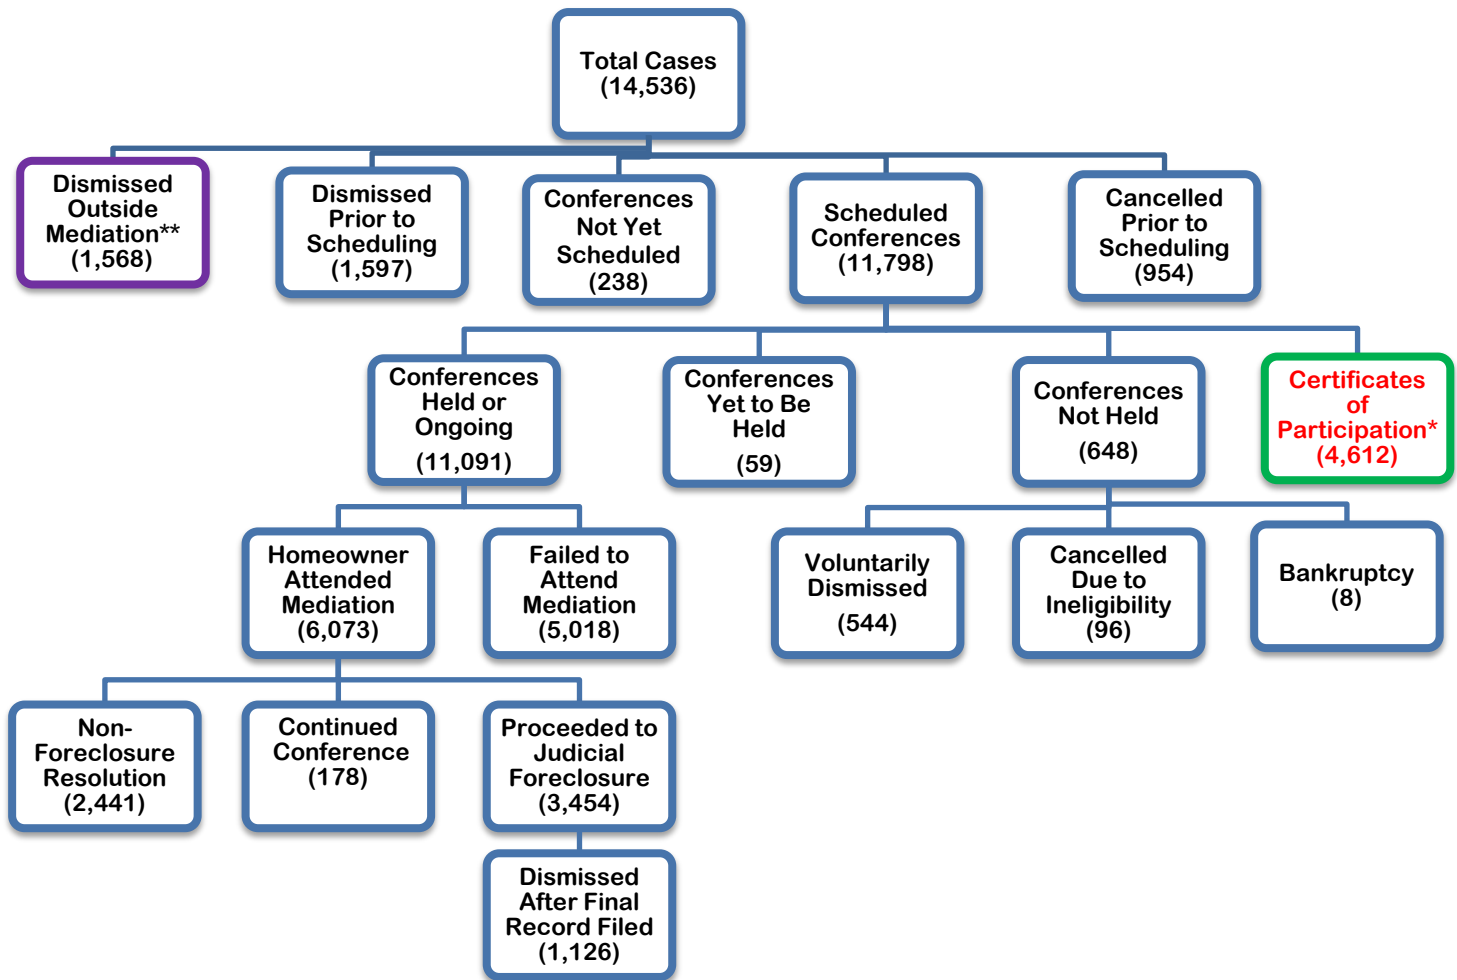 Total Cases
(14,536)
Dismissed
Outside
Mediation**
(1,568)
Dismissed
Prior to
Scheduling
(1,597)
Conferences
Not Yet
Scheduled
(238)
Scheduled
Conferences
(11,798)
Cancelled
Prior to
Scheduling
(954)
Conferences
Held or
Ongoing
(11,091)
Conferences
Yet to Be
Held
(59)
Conferences
Not Held
(648)
Certificates
of
Participation*
(4,612)
Homeowner
Attended
Mediation
(6,073)
Failed to
Attend
Mediation
(5,018)
Voluntarily
Dismissed
(544)
Cancelled
Due to
Ineligibility
(96)
Bankruptcy
(8)
Non-
Foreclosure
Resolution
(2,441)
Continued
Conference
(178)
Proceeded to
Judicial
Foreclosure
(3,454)
Dismissed
After Final
Record Filed
(1,126)